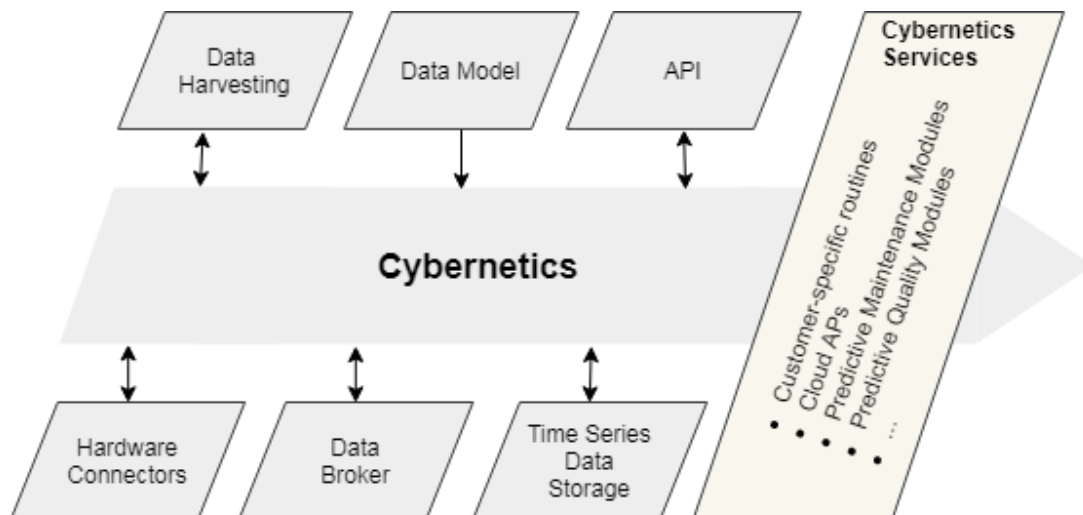 Data
Harvesting
Data Model
API
Cybernetics
Services
Cybernetics
Customer-specific routines
Cloud APs
Predictive Maintenance Modules
Predictive Quality Modules
...
Hardware
Connectors
Data
Broker
Time Series
Data
Storage